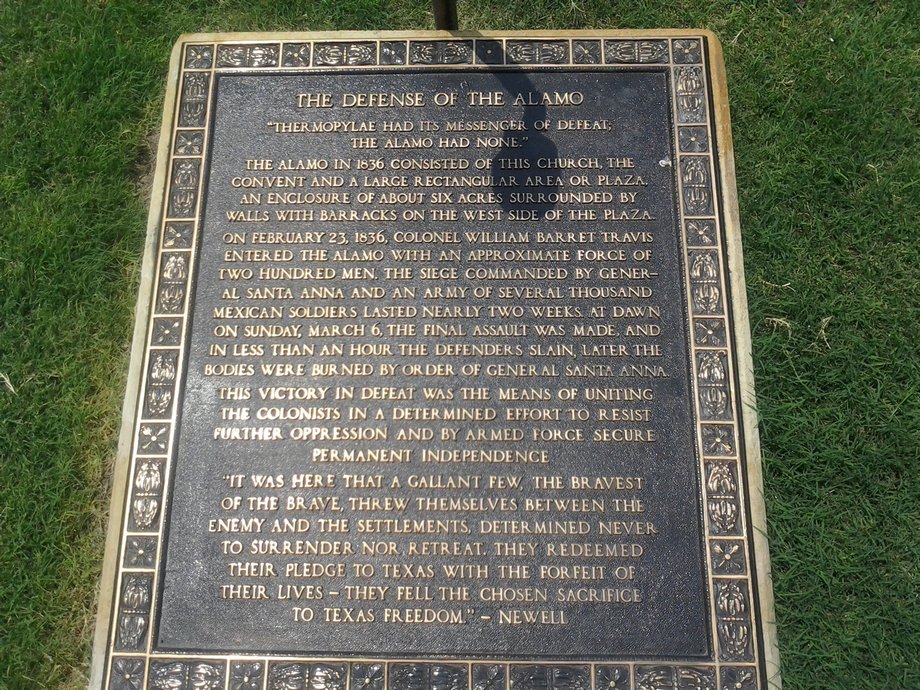 THE DEFENSE OF THE ALAMO
"THERMOPYLAE HAD ITS MESSENGER OF DEFEAT;
THE ALAMO HAD NONE."
THE ALAMO IN 1836 CONSISTED OF THIS CHURCH, THE
CONVENT AND A LARGE RECTANGULAR AREA OR PLAZA,
AN ENCLOSURE OF ABOUT SIX ACRES SURROUNDED BY
WALLS WITH BARRACKS ON THE WEST SIDE OF THE PLAZA.
ON FEBRUARY 23, 1836, COLONEL WILLIAM BARRET TRAVIS
ENTERED THE ALAMO WITH AN APPROXIMATE FORCE OF
TWO HUNDRED MEN, THE SIEGE COMMANDED BY GENER-
AL SANTA ANNA AND AN ARMY OF SEVERAL THOUSAND
MEXICAN SOLDIERS LASTED NEARLY TWO WEEKS. AT DAWN
ON SUNDAY, MARCH 6, THE FINAL ASSAULT WAS MADE, AND
IN LESS THAN AN HOUR THE DEFENDERS SLAIN, LATER THE
BODIES WERE BURNED BY ORDER OF GENERAL SANTA ANNA.
THIS VICTORY IN DEFEAT WAS THE MEANS OF UNITING
THE COLONISTS IN A DETERMINED EFFORT TO RESIST
FURTHER OPPRESSION AND BY ARMED FORCE SECURE
PERMANENT INDEPENDENCE
"IT WAS HERE THAT A GALLANT FEW, THE BRAVEST
OF THE BRAVE, THREW THEMSELVES BETWEEN THE
ENEMY AND THE SETTLEMENTS, DETERMINED NEVER
TO SURRENDER NOR RETREAT. THEY REDEEMED
THEIR PLEDGE TO TEXAS WITH THE FORFEIT OF
THEIR LIVES – THEY FELL THE CHOSEN SACRIFICE
TO TEXAS FREEDOM." – NEWELL